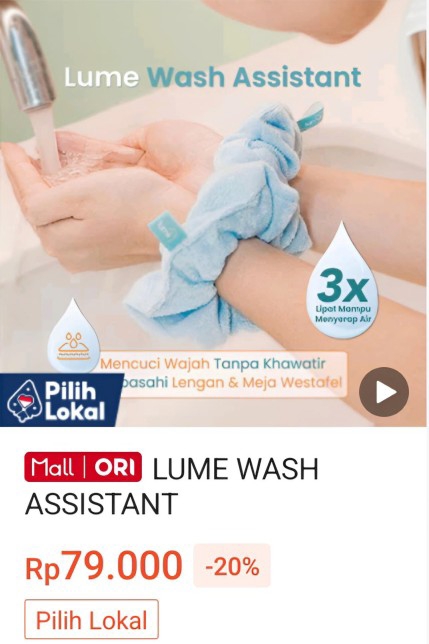 Lume Wash Assistant
3x
Lipat Mampu
Menyerap Air
Mencuci Wajah Tanpa Khawatir
basahi Lengan & Meja Westafel
Pilih
Lokal
Mall | ORI LUME WASH
ASSISTANT
Rp79.000 -20%
Pilih Lokal